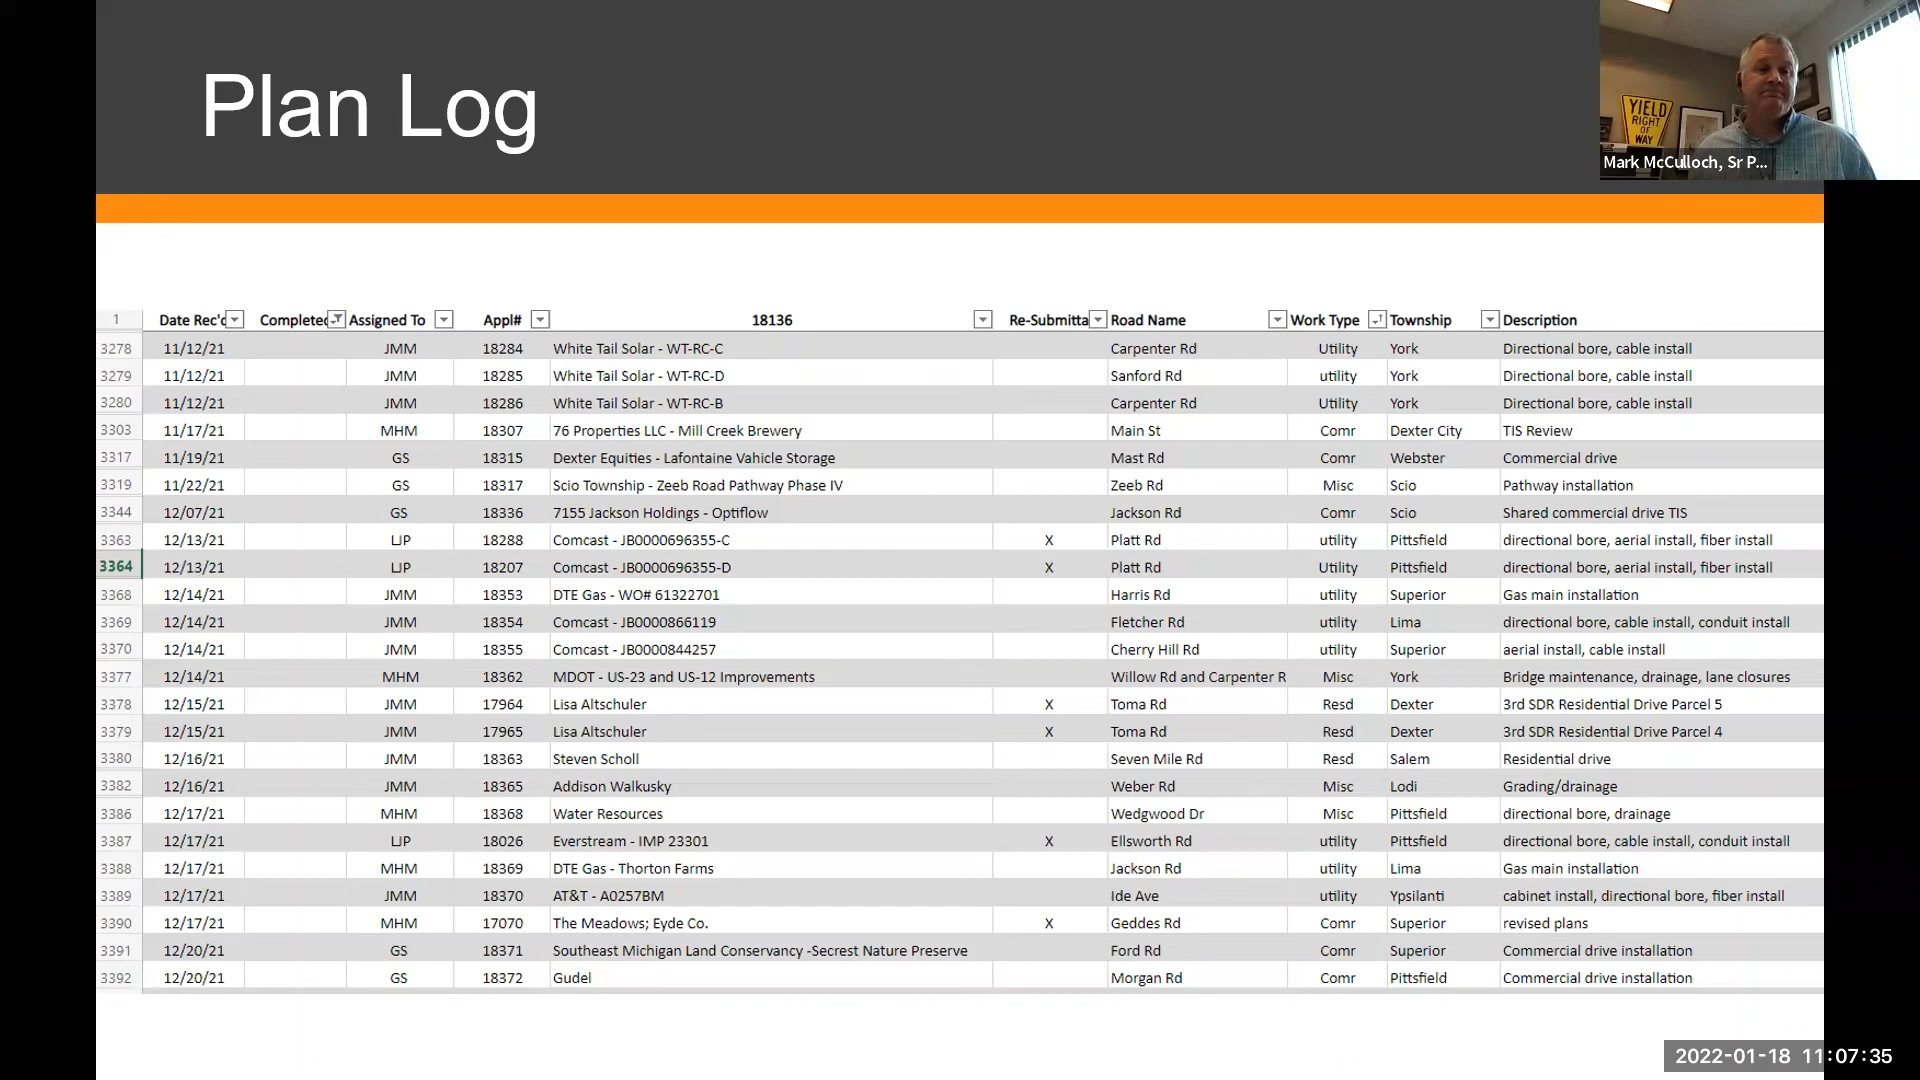 Plan Log
YIELD
RIGHT
OF
WAY
Mark McCulloch, Sr P...
1 Date Rec'd Completed Assigned To Appl# 18136 Re-Submitta Road Name Work Type Township Description
3278 11/12/21 JMM 18284 White Tail Solar - WT-RC-C Carpenter Rd Utility York Directional bore, cable install
3279 11/12/21 JMM 18285 White Tail Solar - WT-RC-D Sanford Rd utility York Directional bore, cable install
3280 11/12/21 JMM 18286 White Tail Solar - WT-RC-B Carpenter Rd Utility York Directional bore, cable install
3303 11/17/21 MHM 18307 76 Properties LLC - Mill Creek Brewery Main St Comr Dexter City TIS Review
3317 11/19/21 GS 18315 Dexter Equities - Lafontaine Vehicle Storage Mast Rd Comr Webster Commercial drive
3319 11/22/21 GS 18317 Scio Township - Zeeb Road Pathway Phase IV Zeeb Rd Misc Scio Pathway installation
3344 12/07/21 GS 18336 7155 Jackson Holdings - Optiflow Jackson Rd Comr Scio Shared commercial drive TIS
3363 12/13/21 LJP 18288 Comcast - JB0000696355-C X Platt Rd utility Pittsfield directional bore, aerial install, fiber install
3364 12/13/21 LJP 18207 Comcast - JB0000696355-D X Platt Rd Utility Pittsfield directional bore, aerial install, fiber install
3368 12/14/21 JMM 18353 DTE Gas - WO# 61322701 Harris Rd utility Superior Gas main installation
3369 12/14/21 JMM 18354 Comcast - JB0000866119 Fletcher Rd utility Lima directional bore, cable install, conduit install
3370 12/14/21 JMM 18355 Comcast - JB0000844257 Cherry Hill Rd utility Superior aerial install, cable install
3377 12/14/21 MHM 18362 MDOT - US-23 and US-12 Improvements Willow Rd and Carpenter R Misc York Bridge maintenance, drainage, lane closures
3378 12/15/21 JMM 17964 Lisa Altschuler X Toma Rd Resd Dexter 3rd SDR Residential Drive Parcel 5
3379 12/15/21 JMM 17965 Lisa Altschuler X Toma Rd Resd Dexter 3rd SDR Residential Drive Parcel 4
3380 12/16/21 JMM 18363 Steven Scholl Seven Mile Rd Resd Salem Residential drive
3382 12/16/21 JMM 18365 Addison Walkusky Weber Rd Misc Lodi Grading/drainage
3386 12/17/21 MHM 18368 Water Resources Wedgwood Dr Misc Pittsfield directional bore, drainage
3387 12/17/21 LJP 18026 Everstream - IMP 23301 X Ellsworth Rd utility Pittsfield directional bore, cable install, conduit install
3388 12/17/21 MHM 18369 DTE Gas - Thorton Farms Jackson Rd utility Lima Gas main installation
3389 12/17/21 JMM 18370 AT&T - A0257BM Ide Ave utility Ypsilanti cabinet install, directional bore, fiber install
3390 12/17/21 MHM 17070 The Meadows; Eyde Co. X Geddes Rd Comr Superior revised plans
3391 12/20/21 GS 18371 Southeast Michigan Land Conservancy -Secrest Nature Preserve Ford Rd Comr Superior Commercial drive installation
3392 12/20/21 GS 18372 Gudel Morgan Rd Comr Pittsfield Commercial drive installation
2022-01-18 11:07:35